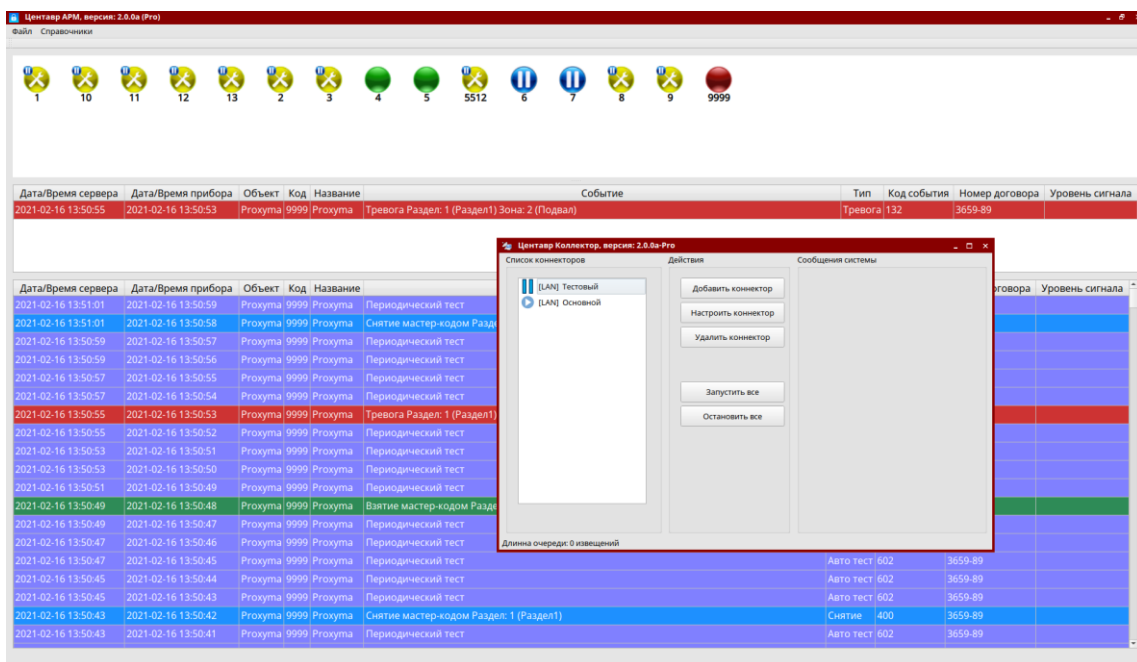 Центавр АРМ, версия: 2.0.0a (Pro)
Файл Справочники
1 10 11 12 13 2 3 4 5 5512 6 7 8 9 9999
Дата/Время сервера Дата/Время прибора Объект Код Название Событие Тип Код события Номер договора Уровень сигнала
2021-02-16 13:50:55 2021-02-16 13:50:53 Proxyma 9999 Proxyma Тревога Раздел: 1 (Раздел1) Зона: 2 (Подвал) Тревога 132 3659-89
Центавр Коллектор, версия: 2.0.0a-Pro
Список коннекторов Действия Сообщения системы
[LAN] Тестовый
[LAN] Основной
Добавить коннектор
Настроить коннектор
Удалить коннектор
Запустить все
Остановить все
Длинна очереди: 0 извещений
Дата/Время сервера Дата/Время прибора Объект Код Название говора Уровень сигнала
2021-02-16 13:51:01 2021-02-16 13:50:59 Proxyma 9999 Proxyma Периодический тест
2021-02-16 13:51:01 2021-02-16 13:50:58 Proxyma 9999 Proxyma Снятие мастер-кодом Разде
2021-02-16 13:50:59 2021-02-16 13:50:57 Proxyma 9999 Proxyma Периодический тест
2021-02-16 13:50:59 2021-02-16 13:50:56 Proxyma 9999 Proxyma Периодический тест
2021-02-16 13:50:57 2021-02-16 13:50:55 Proxyma 9999 Proxyma Периодический тест
2021-02-16 13:50:57 2021-02-16 13:50:54 Proxyma 9999 Proxyma Периодический тест
2021-02-16 13:50:55 2021-02-16 13:50:53 Proxyma 9999 Proxyma Тревога Раздел: 1 (Раздел1)
2021-02-16 13:50:55 2021-02-16 13:50:52 Proxyma 9999 Proxyma Периодический тест
2021-02-16 13:50:53 2021-02-16 13:50:51 Proxyma 9999 Proxyma Периодический тест
2021-02-16 13:50:53 2021-02-16 13:50:50 Proxyma 9999 Proxyma Периодический тест
2021-02-16 13:50:51 2021-02-16 13:50:49 Proxyma 9999 Proxyma Периодический тест
2021-02-16 13:50:49 2021-02-16 13:50:48 Proxyma 9999 Proxyma Взятие мастер-кодом Разде
2021-02-16 13:50:49 2021-02-16 13:50:47 Proxyma 9999 Proxyma Периодический тест
2021-02-16 13:50:47 2021-02-16 13:50:46 Proxyma 9999 Proxyma Периодический тест
2021-02-16 13:50:47 2021-02-16 13:50:45 Proxyma 9999 Proxyma Периодический тест Авто тест 602 3659-89
2021-02-16 13:50:45 2021-02-16 13:50:44 Proxyma 9999 Proxyma Периодический тест Авто тест 602 3659-89
2021-02-16 13:50:45 2021-02-16 13:50:43 Proxyma 9999 Proxyma Периодический тест Авто тест 602 3659-89
2021-02-16 13:50:43 2021-02-16 13:50:42 Proxyma 9999 Proxyma Снятие мастер-кодом Раздел: 1 (Раздел1) Снятие 400 3659-89
2021-02-16 13:50:43 2021-02-16 13:50:41 Proxyma 9999 Proxyma Периодический тест Авто тест 602 3659-89